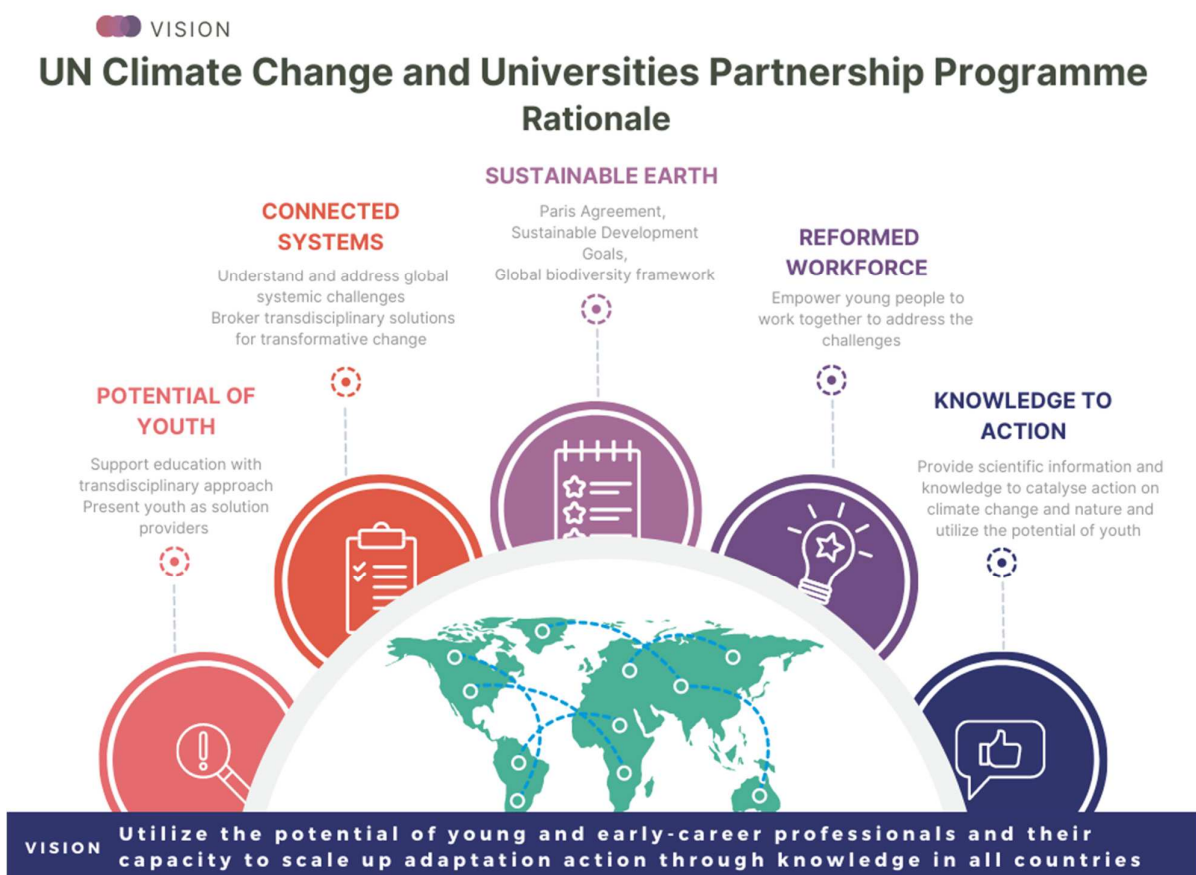 VISION
UN Climate Change and Universities Partnership Programme
Rationale
SUSTAINABLE EARTH
Paris Agreement,
Sustainable Development
Goals,
Global biodiversity framework
CONNECTED
SYSTEMS
Understand and address global
systemic challenges
Broker transdisciplinary solutions
for transformative change
REFORMED
WORKFORCE
Empower young people to
work together to address the
challenges
POTENTIAL OF
YOUTH
Support education with
transdisciplinary approach
Present youth as solution
providers
KNOWLEDGE TO
ACTION
Provide scientific information and
knowledge to catalyse action on
climate change and nature and
utilize the potential of youth
VISION
Utilize the potential of young and early-career professionals and their
capacity to scale up adaptation action through knowledge in all countries